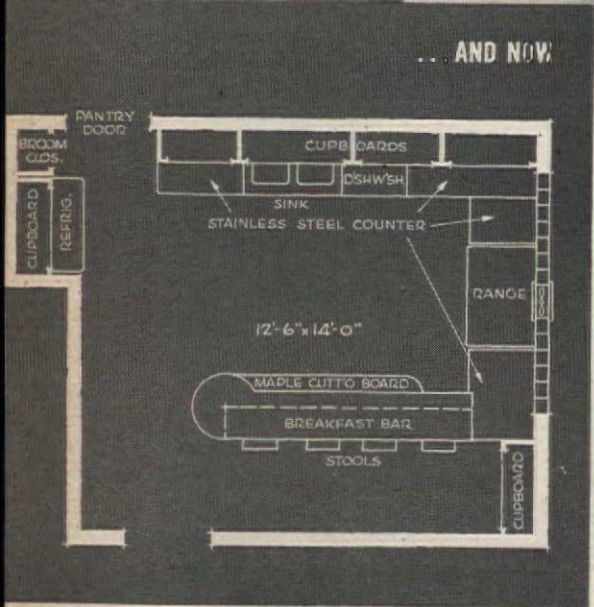 ... AND NOW
PANTRY
DOOR
BROOM
CLOS.
CUPBOARDS
CUPBOARD
REFRIG.
D'SHW'SH.
SINK
STAINLESS STEEL COUNTER
RANGE
12'-6" x 14'-0"
MAPLE CUTT'G BOARD
BREAKFAST BAR
STOOLS
CUPBOARD